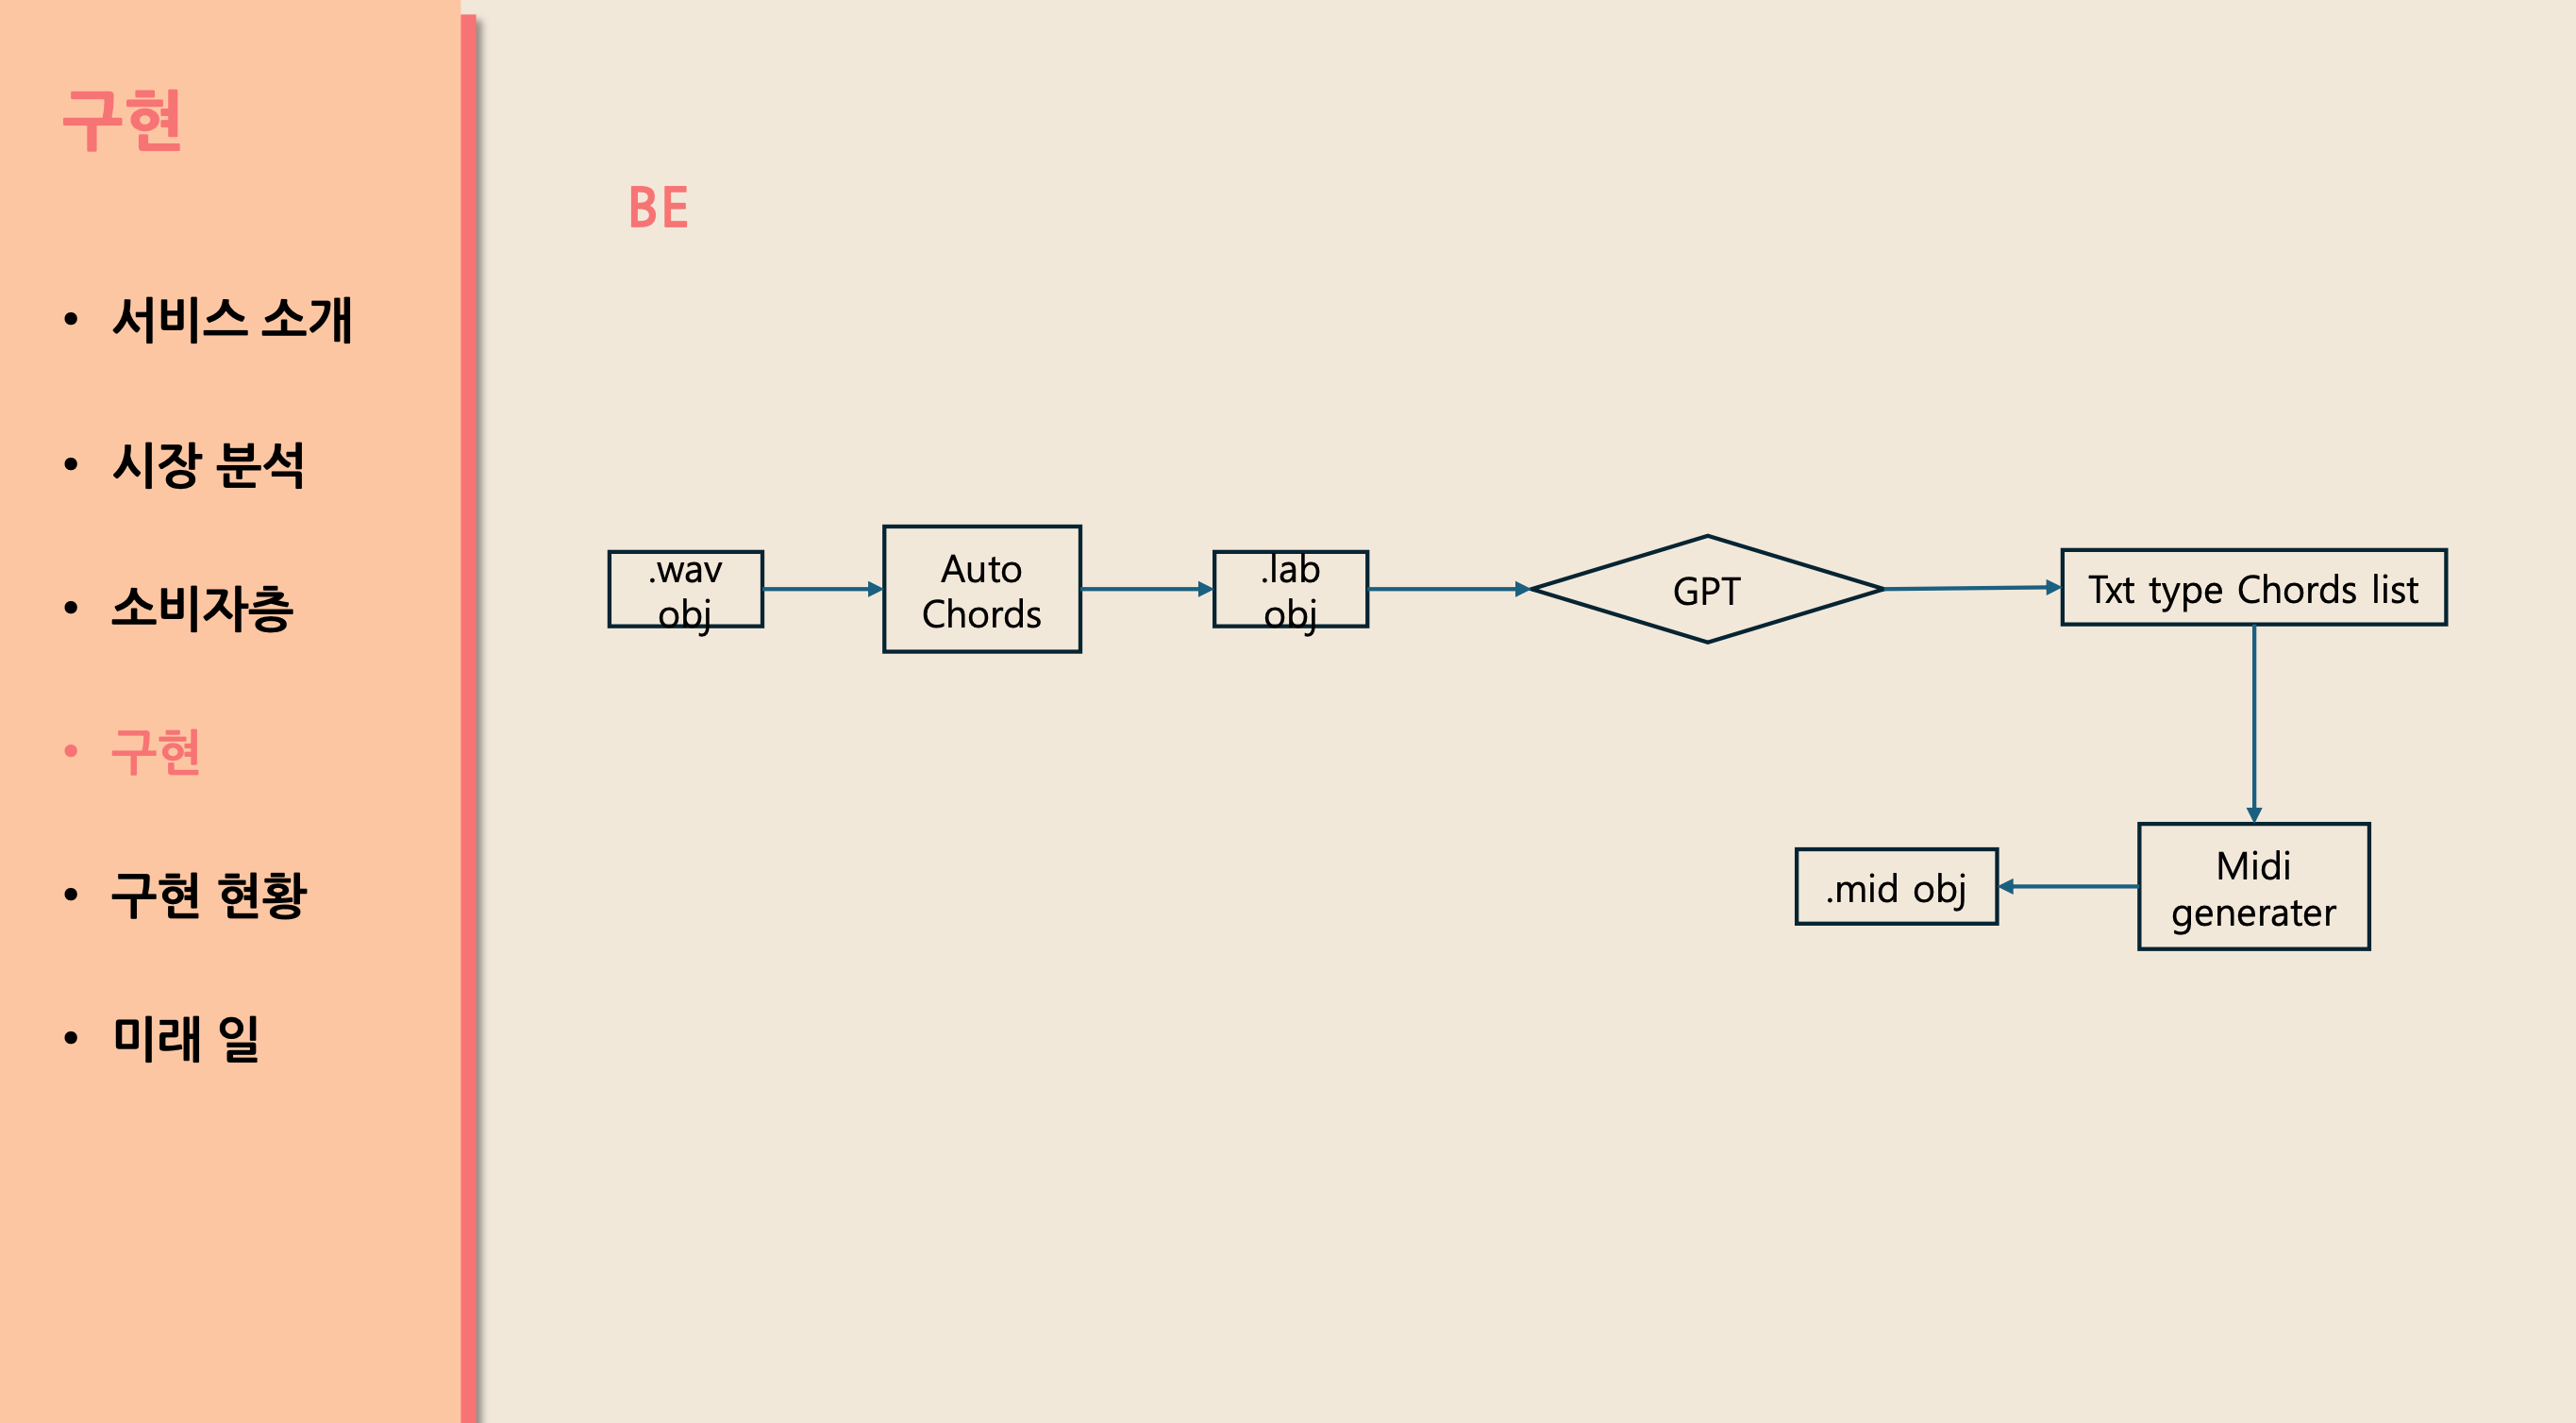 구현
• 서비스 소개
• 시장 분석
• 소비자층
• 구현
• 구현 현황
• 미래 일
BE
.wav
obj
Auto
Chords
.lab
obj
GPT
Txt type Chords list
Midi
generater
.mid obj